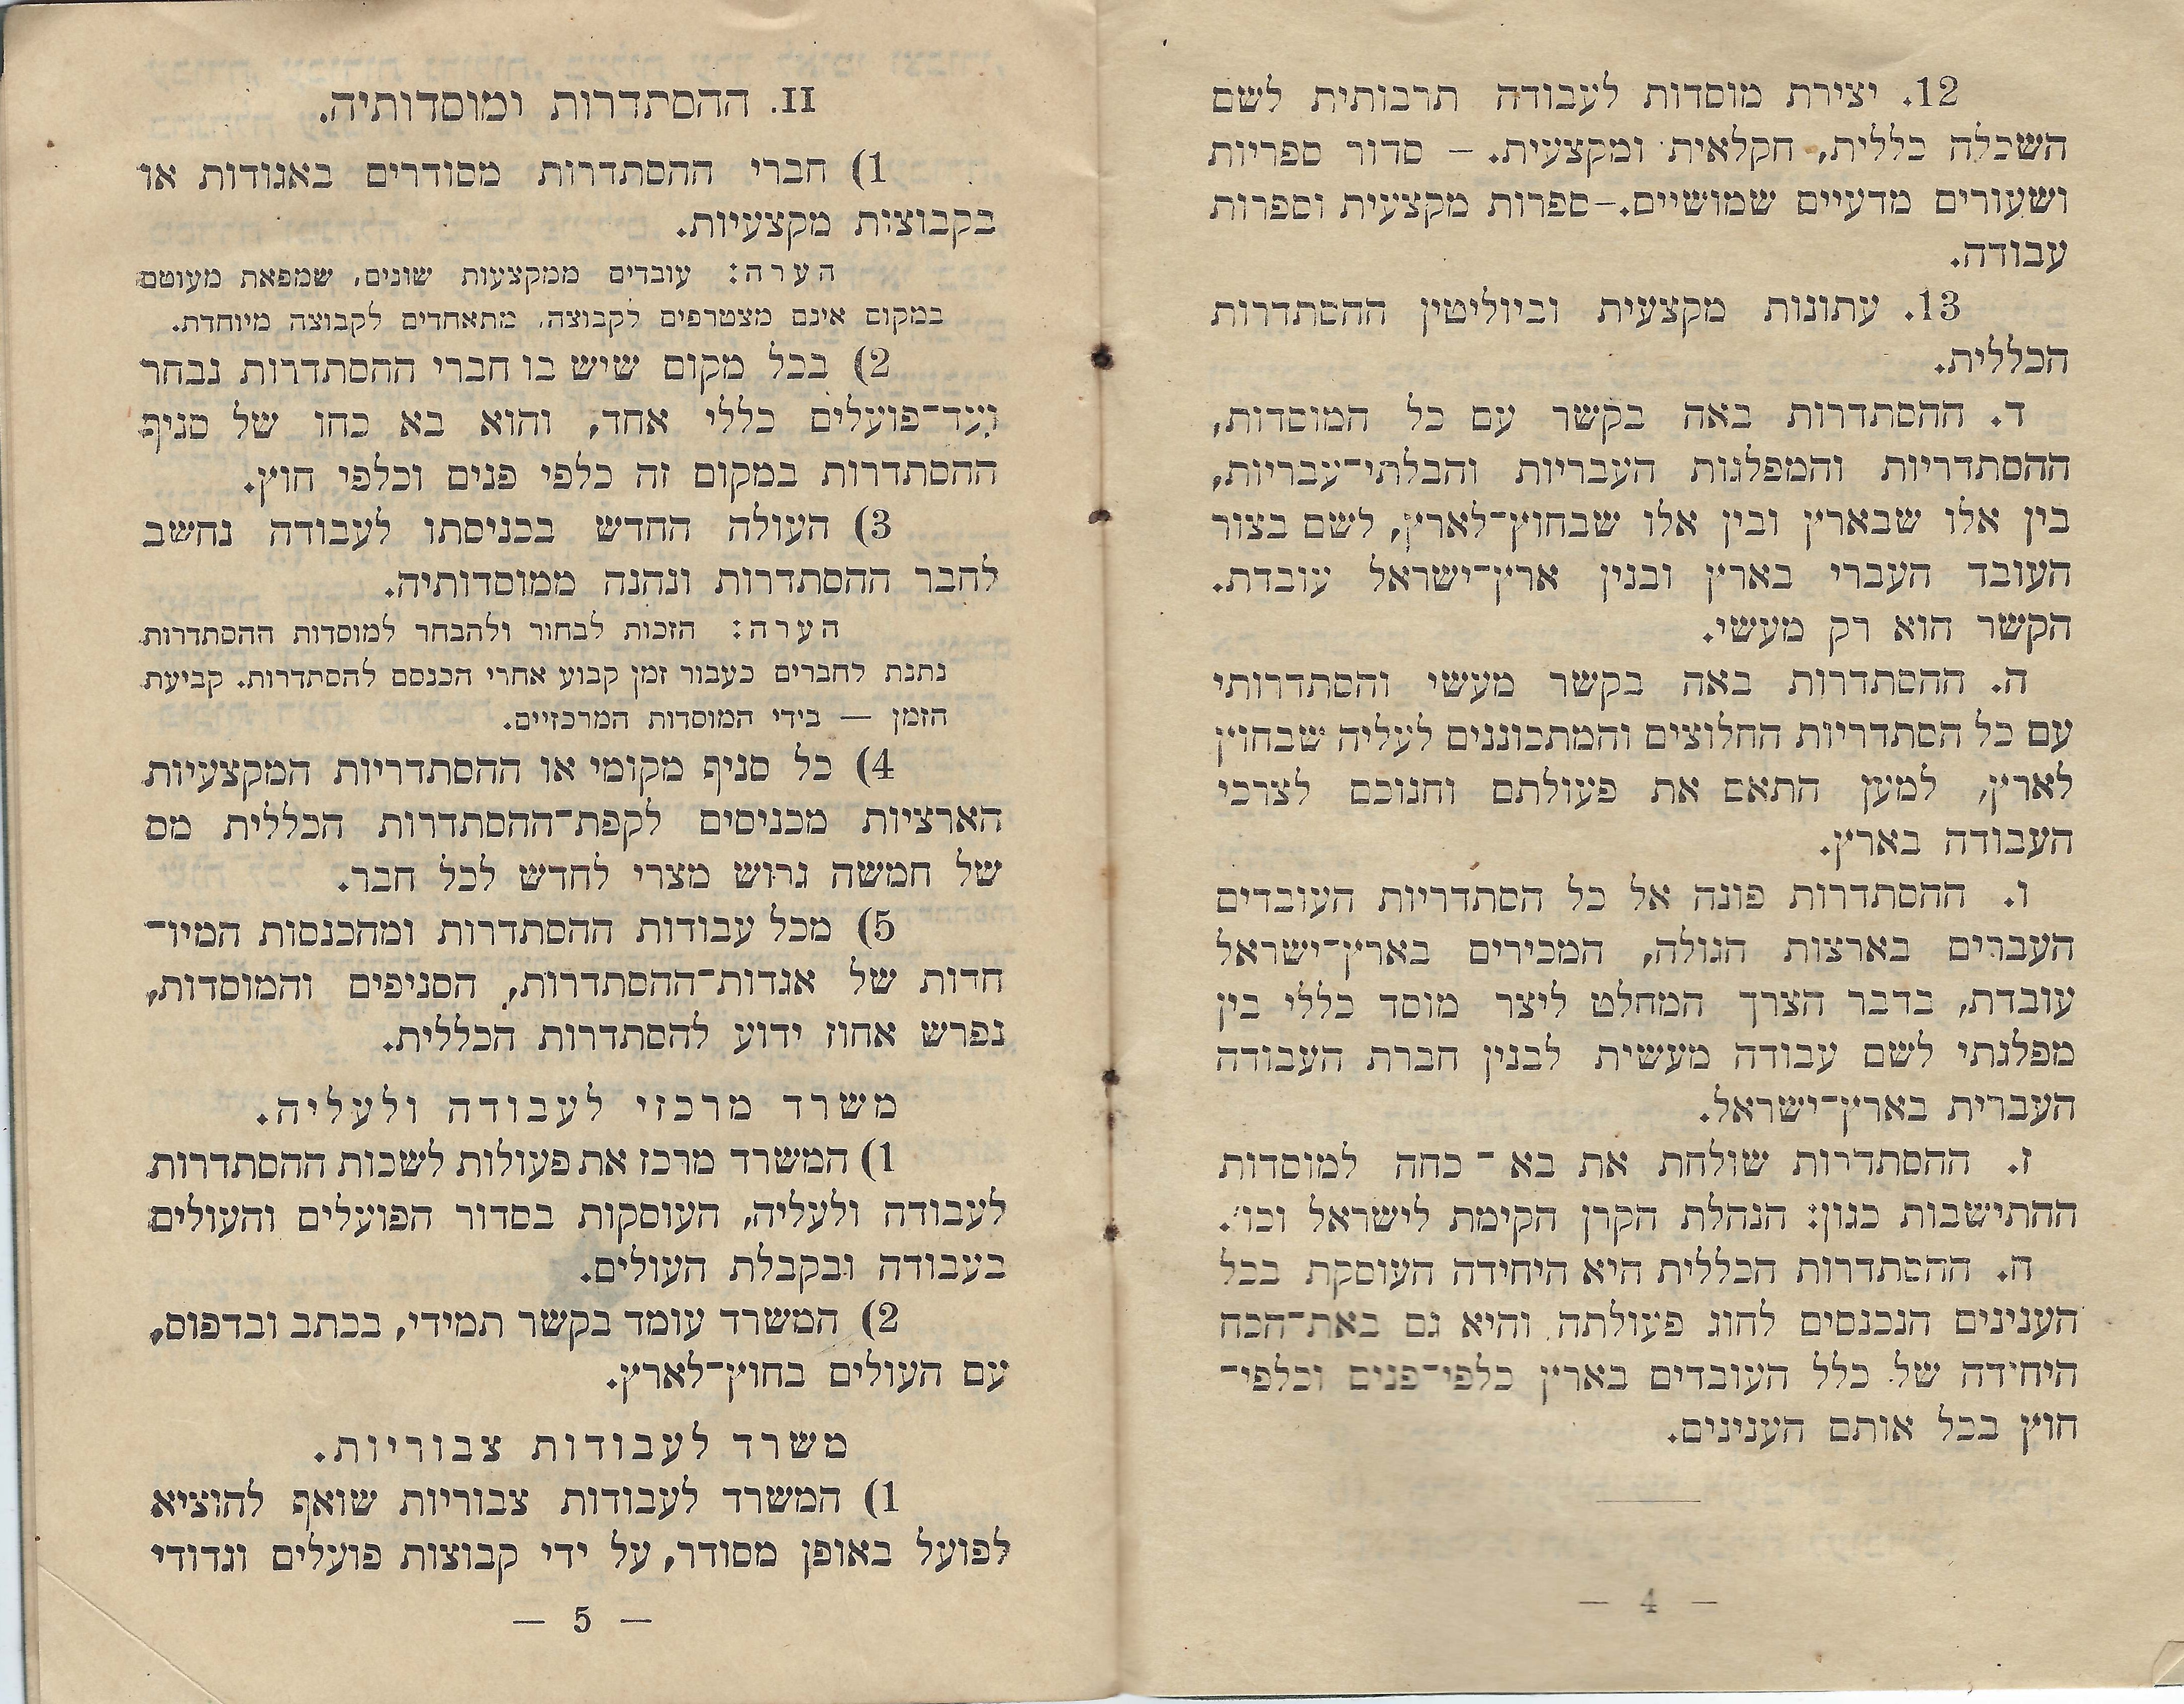 12. יצירת מוסדות לעבודה תרבותית לשם
השכלה כללית, חקלאית ומקצעית. – סדור ספריות
ושעורים מדעיים שמושיים.–ספרות מקצעית וספרות
עבודה.
13. עתונות מקצעית וביוליטין ההסתדרות
הכללית.
ד. ההסתדרות באה בקשר עם כל המוסדות,
ההסתדריות והמפלגות העבריות והבלתי־עבריות,
בין אלו שבארץ ובין אלו שבחוץ־לארץ, לשם בצור
העובד העברי בארץ ובנין ארץ־ישראל עובדת.
הקשר הוא רק מעשי.
ה. ההסתדרות באה בקשר מעשי והסתדרותי
עם כל הסתדריות החלוצים והמתכוננים לעליה שבחוץ
לארץ, למען התאם את פעולתם וחנוכם לצרכי
העבודה בארץ.
ו. ההסתדרות פונה אל כל הסתדריות העובדים
העברים בארצות הגולה, המכירים בארץ־ישראל
עובדת, בדבר הצרך המחלט ליצר מוסד כללי בין
מפלגתי לשם עבודה מעשית לבנין חברת העבודה
העברית בארץ־ישראל.
ז. ההסתדרות שולחת את בא־כחה למוסדות
ההתישבות כגון: הנהלת הקרן הקימת לישראל וכו'.
ח. ההסתדרות הכללית היא היחידה העוסקת בכל
הענינים הנכנסים לחוג פעולתה והיא גם באת־הכח
היחידה של כלל העובדים בארץ כלפי־פנים וכלפי־
חוץ בכל אותם הענינים.
— 4 —
II. ההסתדרות ומוסדותיה.
1) חברי ההסתדרות מסודרים באגודות או
בקבוצות מקצעיות.
הערה: עובדים ממקצעות שונים, שמפאת מעוטם
במקום אינם מצטרפים לקבוצה, מתאחדים לקבוצה מיוחדת.
2) בכל מקום שיש בו חברי ההסתדרות נבחר
ועד־פועלים כללי אחד, והוא בא כחו של סניף
ההסתדרות במקום זה כלפי פנים וכלפי חוץ.
3) העולה החדש בכניסתו לעבודה נחשב
לחבר ההסתדרות ונהנה ממוסדותיה.
הערה: הזכות לבחור ולהבחר למוסדות ההסתדרות
נתנת לחברים כעבור זמן קבוע אחרי הכנסם להסתדרות. קביעת
הזמן — בידי המוסדות המרכזיים.
4) כל סניף מקומי או ההסתדריות המקצעיות
הארציות מכניסים לקפת־ההסתדרות הכללית מס
של חמשה גרוש מצרי לחדש לכל חבר.
5) מכל עבודות ההסתדרות ומהכנסות המיו־
חדות של אגדות־ההסתדרות, הסניפים והמוסדות,
נפרש אחוז ידוע להסתדרות הכללית.
משרד מרכזי לעבודה ולעליה.
1) המשרד מרכז את פעולות לשכות ההסתדרות
לעבודה ולעליה, העוסקות בסדור הפועלים והעולים
בעבודה ובקבלת העולים.
2) המשרד עומד בקשר תמידי, בכתב ובדפוס,
עם העולים בחוץ־לארץ.
משרד לעבודות צבוריות.
1) המשרד לעבודות צבוריות שואף להוציא
לפועל באופן מסודר, על ידי קבוצות פועלים וגדודי
— 5 —